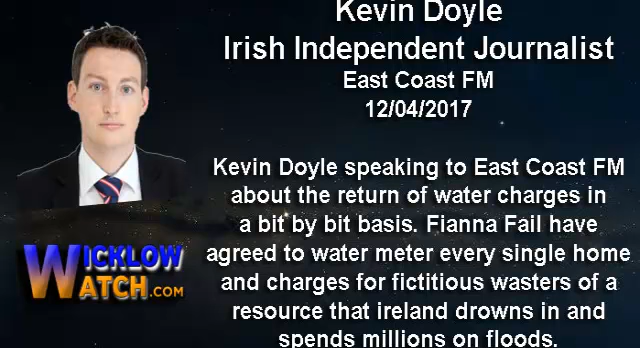 Kevin Doyle
Irish Independent Journalist
East Coast FM
12/04/2017
Kevin Doyle speaking to East Coast FM
about the return of water charges in
a bit by bit basis. Fianna Fail have
agreed to water meter every single home
and charges for fictitious wasters of a
resource that ireland drowns in and
spends millions on floods.
WICKLOW
WATCH.COM